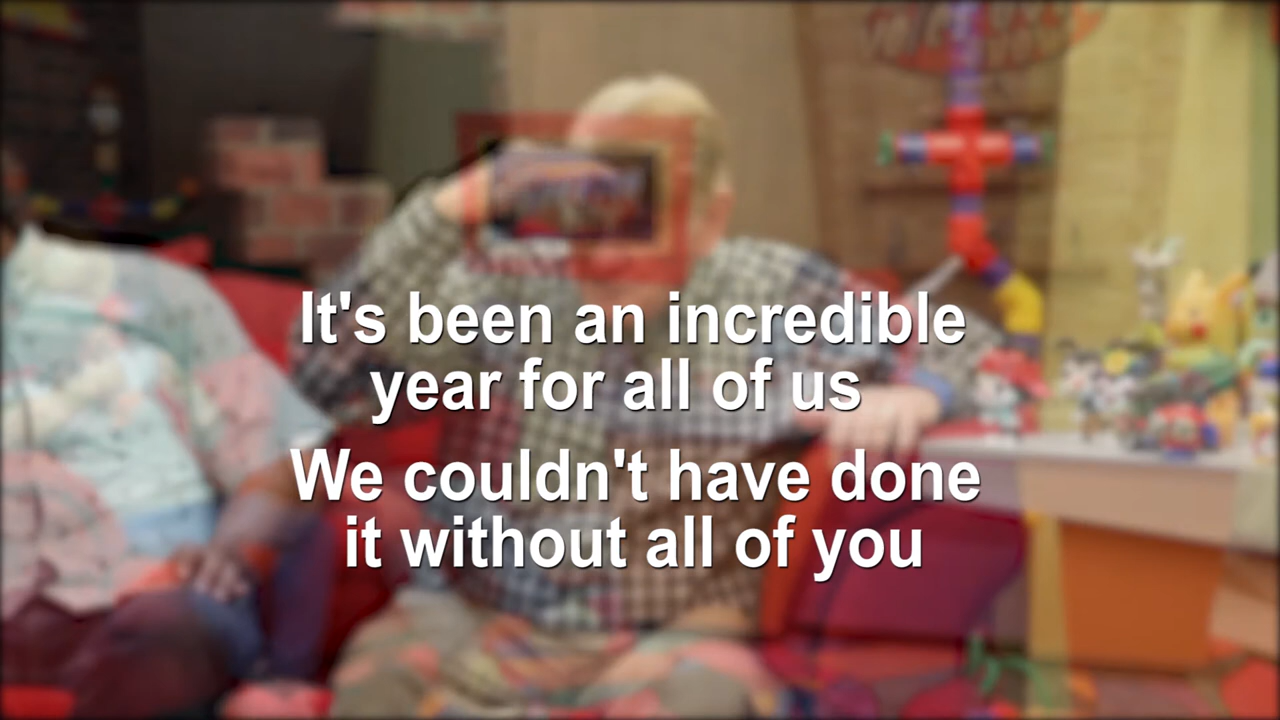 It's been an incredible
year for all of us
We couldn't have done
it without all of you